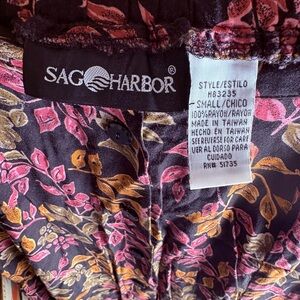 SAG HARBOR®
STYLE/ESTILO
H83235
SMALL/CHICO
100%RAYON/RAYON
MADE IN TAIWAN
HECHO EN TAIWAN
SEE REVERSE FOR CARE
VER AL DORSO PARA
CUIDADO
RN# 51735